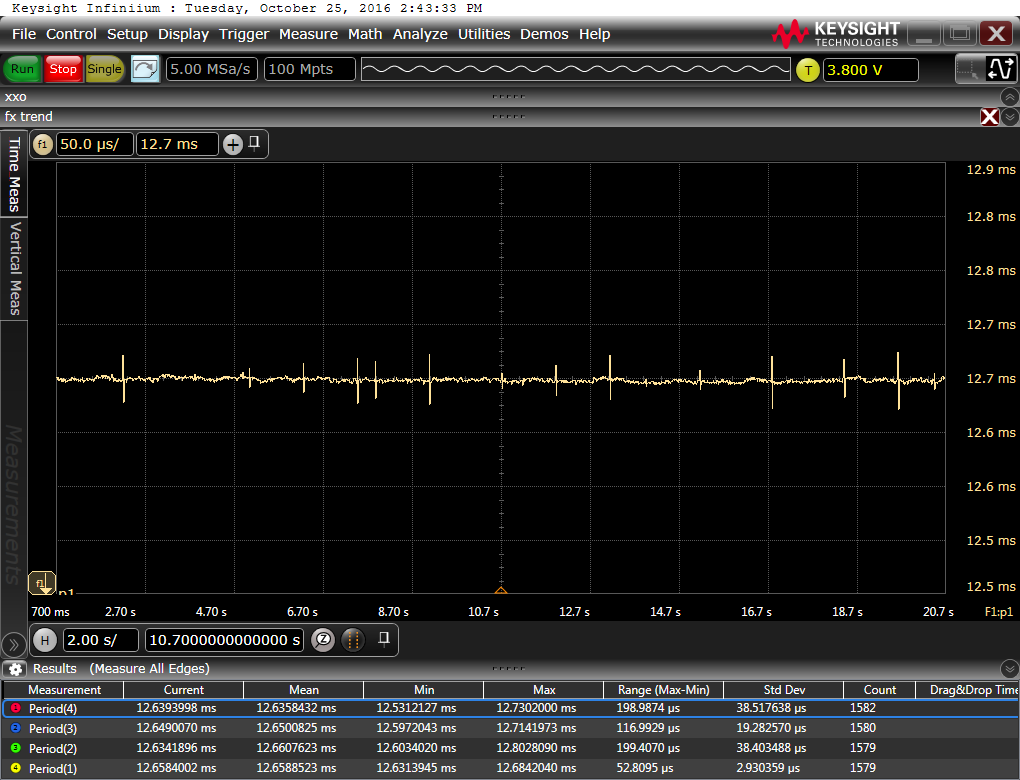 Keysight Infiniium : Tuesday, October 25, 2016 2:43:33 PM
File Control Setup Display Trigger Measure Math Analyze Utilities Demos Help
KEYSIGHT
TECHNOLOGIES
Run Stop Single 5.00 MSa/s 100 Mpts T 3.800 V
xxo
fx trend
Time Meas
Vertical Meas
Measurements
f1 50.0 µs/ 12.7 ms
12.9 ms
12.8 ms
12.8 ms
12.7 ms
12.7 ms
12.6 ms
12.6 ms
12.5 ms
12.5 ms
f1 p1
700 ms 2.70 s 4.70 s 6.70 s 8.70 s 10.7 s 12.7 s 14.7 s 16.7 s 18.7 s 20.7 s F1:p1
H 2.00 s/ 10.7000000000000 s Z
Results (Measure All Edges)
Measurement Current Mean Min Max Range (Max-Min) Std Dev Count Drag&Drop Time
1 Period(4) 12.6393998 ms 12.6358432 ms 12.5312127 ms 12.7302000 ms 198.9874 µs 38.517638 µs 1582
2 Period(3) 12.6490070 ms 12.6500825 ms 12.5972043 ms 12.7141973 ms 116.9929 µs 19.282570 µs 1580
3 Period(2) 12.6341896 ms 12.6607623 ms 12.6034020 ms 12.8028090 ms 199.4070 µs 38.403488 µs 1579
4 Period(1) 12.6584002 ms 12.6588523 ms 12.6313945 ms 12.6842040 ms 52.8095 µs 2.930359 µs 1579